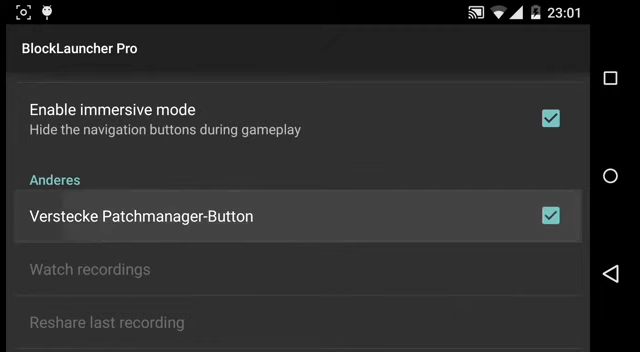 23:01
BlockLauncher Pro
Enable immersive mode
Hide the navigation buttons during gameplay
Anderes
Verstecke Patchmanager-Button
Watch recordings
Reshare last recording